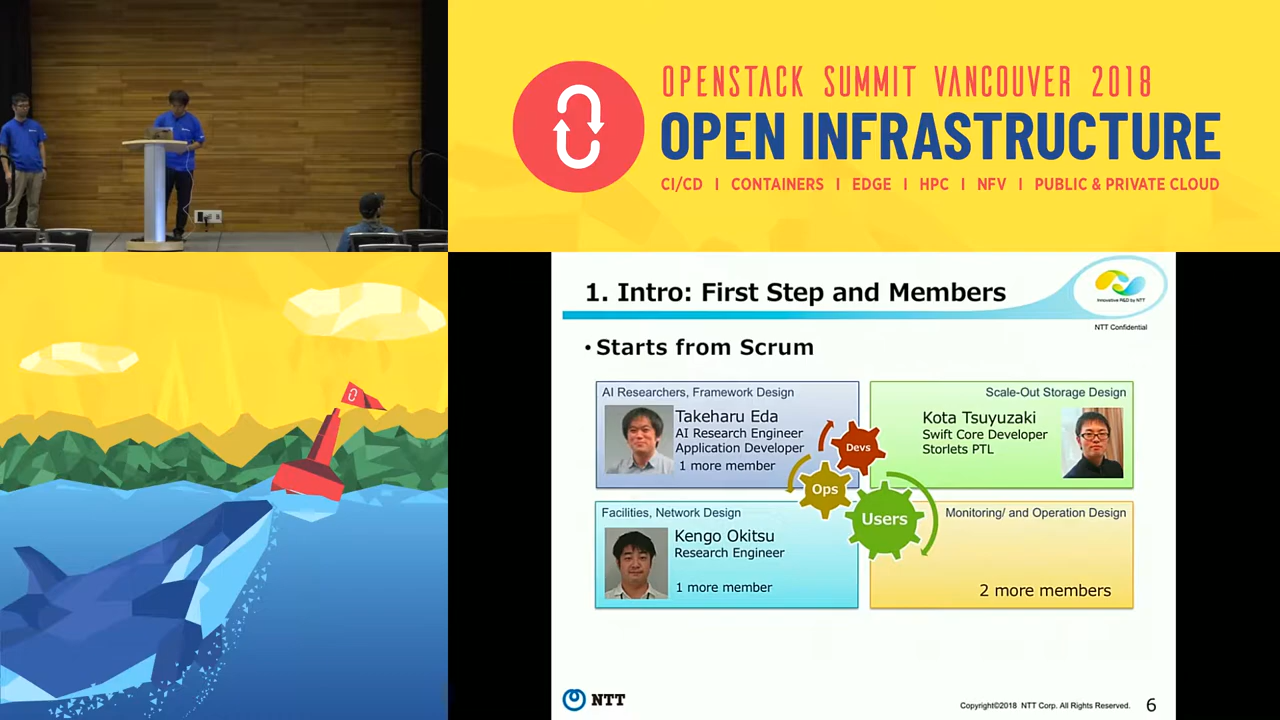 OPENSTACK SUMMIT VANCOUVER 2018
OPEN INFRASTRUCTURE
CI/CD | CONTAINERS | EDGE | HPC | NFV | PUBLIC & PRIVATE CLOUD
1. Intro: First Step and Members
Innovative R&D by NTT
NTT Confidential
• Starts from Scrum
AI Researchers, Framework Design
Takeharu Eda
AI Research Engineer
Application Developer
1 more member
Scale-Out Storage Design
Kota Tsuyuzaki
Swift Core Developer
Storlets PTL
Devs
Ops
Users
Facilities, Network Design
Kengo Okitsu
Research Engineer
1 more member
Monitoring/ and Operation Design
2 more members
NTT
Copyright©2018 NTT Corp. All Rights Reserved.
6